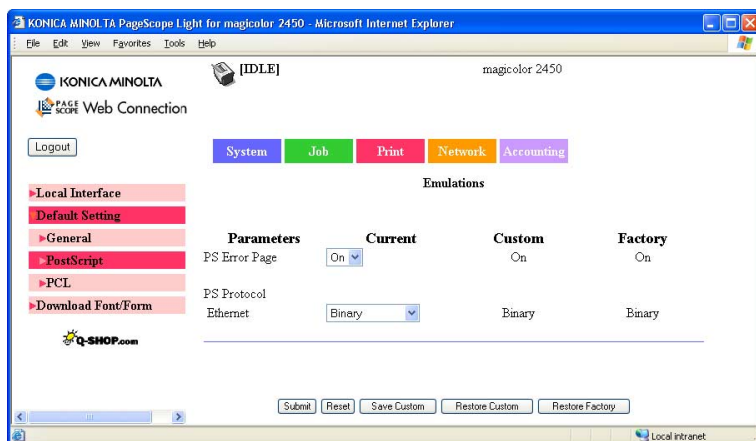 KONICA MINOLTA PageScope Light for magicolor 2450 - Microsoft Internet Explorer
File Edit View Favorites Tools Help
KONICA MINOLTA
PAGE SCOPE Web Connection
[IDLE]
magicolor 2450
Logout
System Job Print Network Accounting
Emulations
Local Interface
Default Setting
General
PostScript
PCL
Download Font/Form
Q-SHOP.com
Parameters Current Custom Factory
PS Error Page On On On
PS Protocol
Ethernet Binary Binary Binary
Submit Reset Save Custom Restore Custom Restore Factory
Local intranet